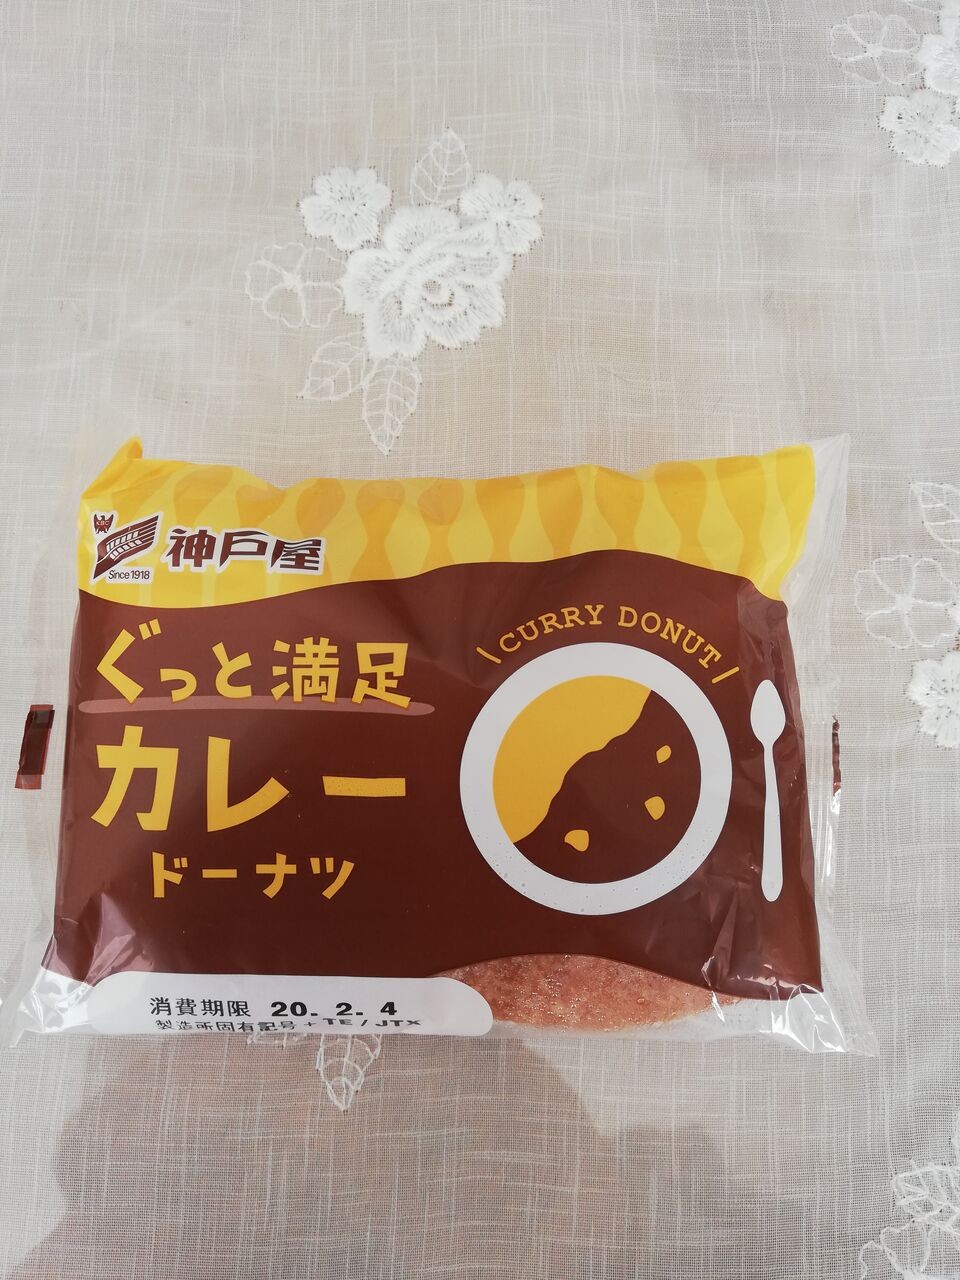 KBC
Since 1918
神戸屋
ぐっと満足
カレー
ドーナツ
CURRY DONUT
消費期限 20. 2. 4
製造所固有記号 + TE / JTX